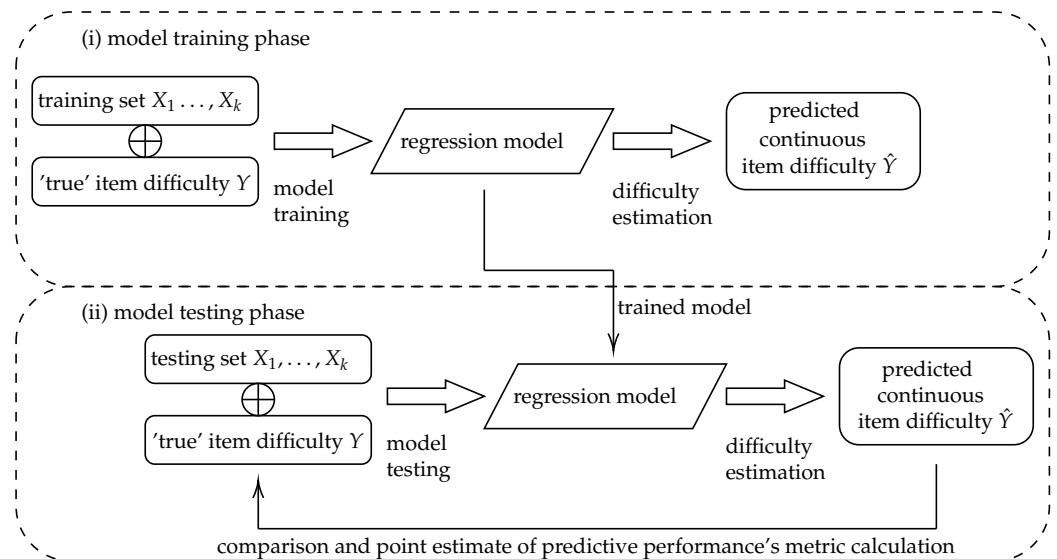 (i) model training phase
training set X₁ . . . , Xₖ
'true' item difficulty Y
model
training
regression model
difficulty
estimation
predicted
continuous
item difficulty Ŷ
trained model
(ii) model testing phase
testing set X₁, . . . , Xₖ
'true' item difficulty Y
model
testing
regression model
difficulty
estimation
predicted
continuous
item difficulty Ŷ
comparison and point estimate of predictive performance's metric calculation